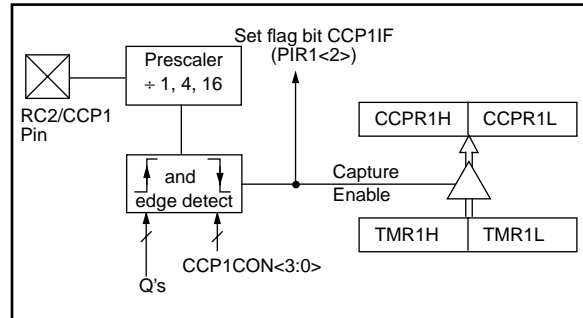 Set flag bit CCP1IF
(PIR1<2>)
Prescaler
÷ 1, 4, 16
RC2/CCP1
Pin
CCPR1H CCPR1L
and
edge detect
Capture
Enable
TMR1H TMR1L
CCP1CON<3:0>
Q's